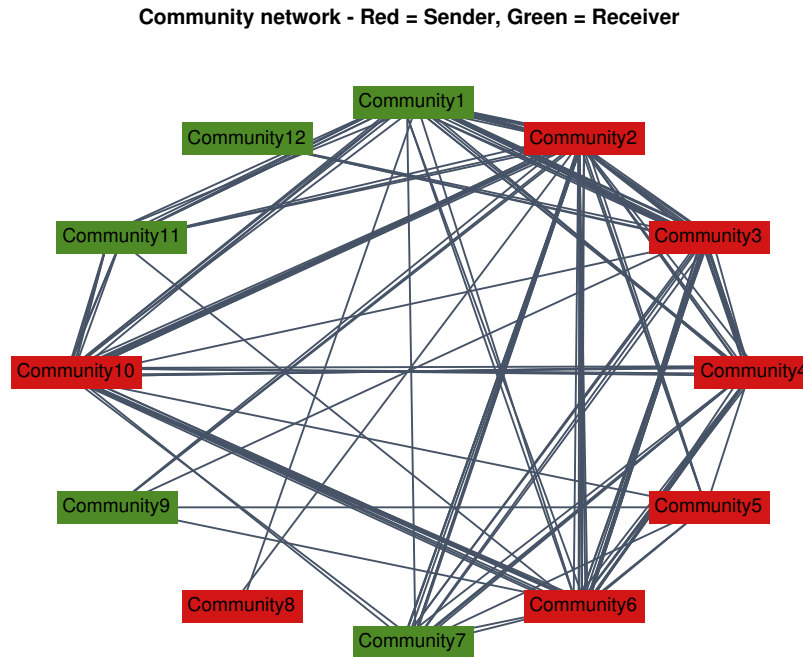 Community network - Red = Sender, Green = Receiver
Community1
Community12
Community2
Community11
Community3
Community10
Community4
Community9
Community5
Community8
Community6
Community7